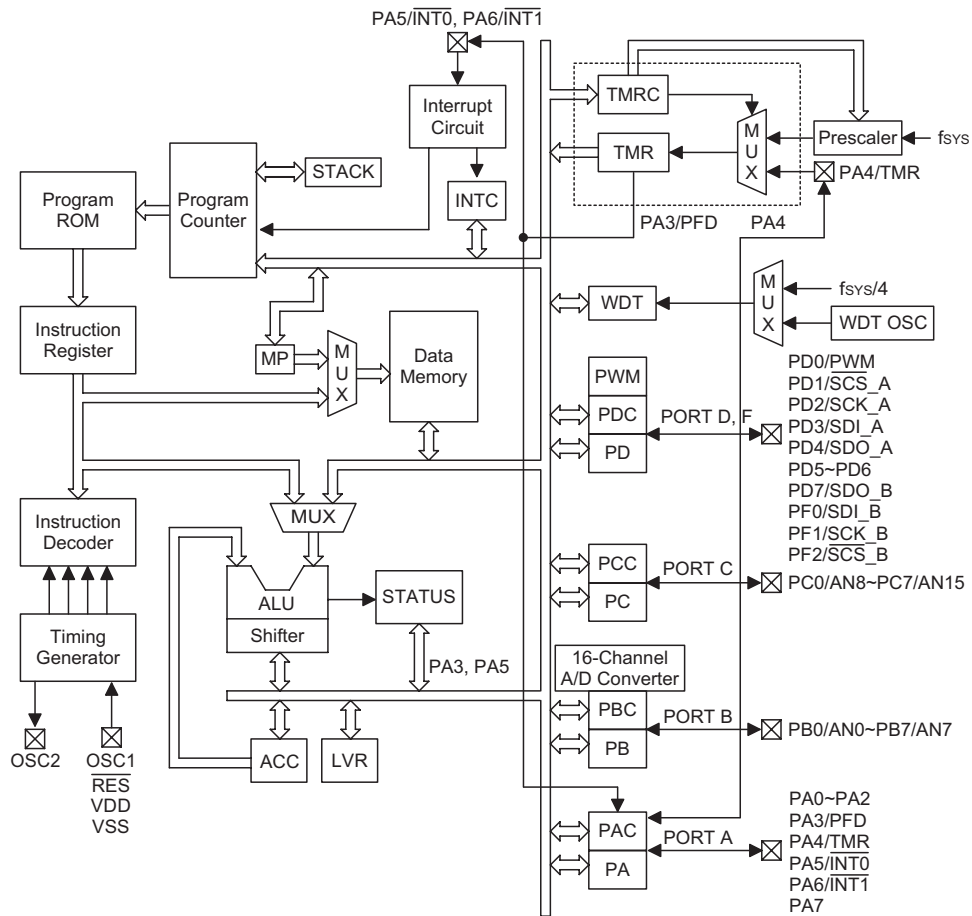 PA5/INT0, PA6/INT1
TMRC
Interrupt
Circuit
MUX
Prescaler
fSYS
TMR
PA4/TMR
STACK
Program
ROM
Program
Counter
INTC
PA3/PFD
PA4
WDT
MUX
fSYS/4
WDT OSC
Instruction
Register
MP
MUX
Data
Memory
PWM
PDC
PD
PORT D, F
PD0/PWM
PD1/SCS_A
PD2/SCK_A
PD3/SDI_A
PD4/SDO_A
PD5~PD6
PD7/SDO_B
PF0/SDI_B
PF1/SCK_B
PF2/SCS_B
Instruction
Decoder
MUX
PCC
PC
PORT C
PC0/AN8~PC7/AN15
ALU
Shifter
STATUS
Timing
Generator
PA3, PA5
16-Channel
A/D Converter
PBC
PB
PORT B
PB0/AN0~PB7/AN7
OSC2
OSC1
RES
VDD
VSS
ACC
LVR
PAC
PA
PORT A
PA0~PA2
PA3/PFD
PA4/TMR
PA5/INT0
PA6/INT1
PA7